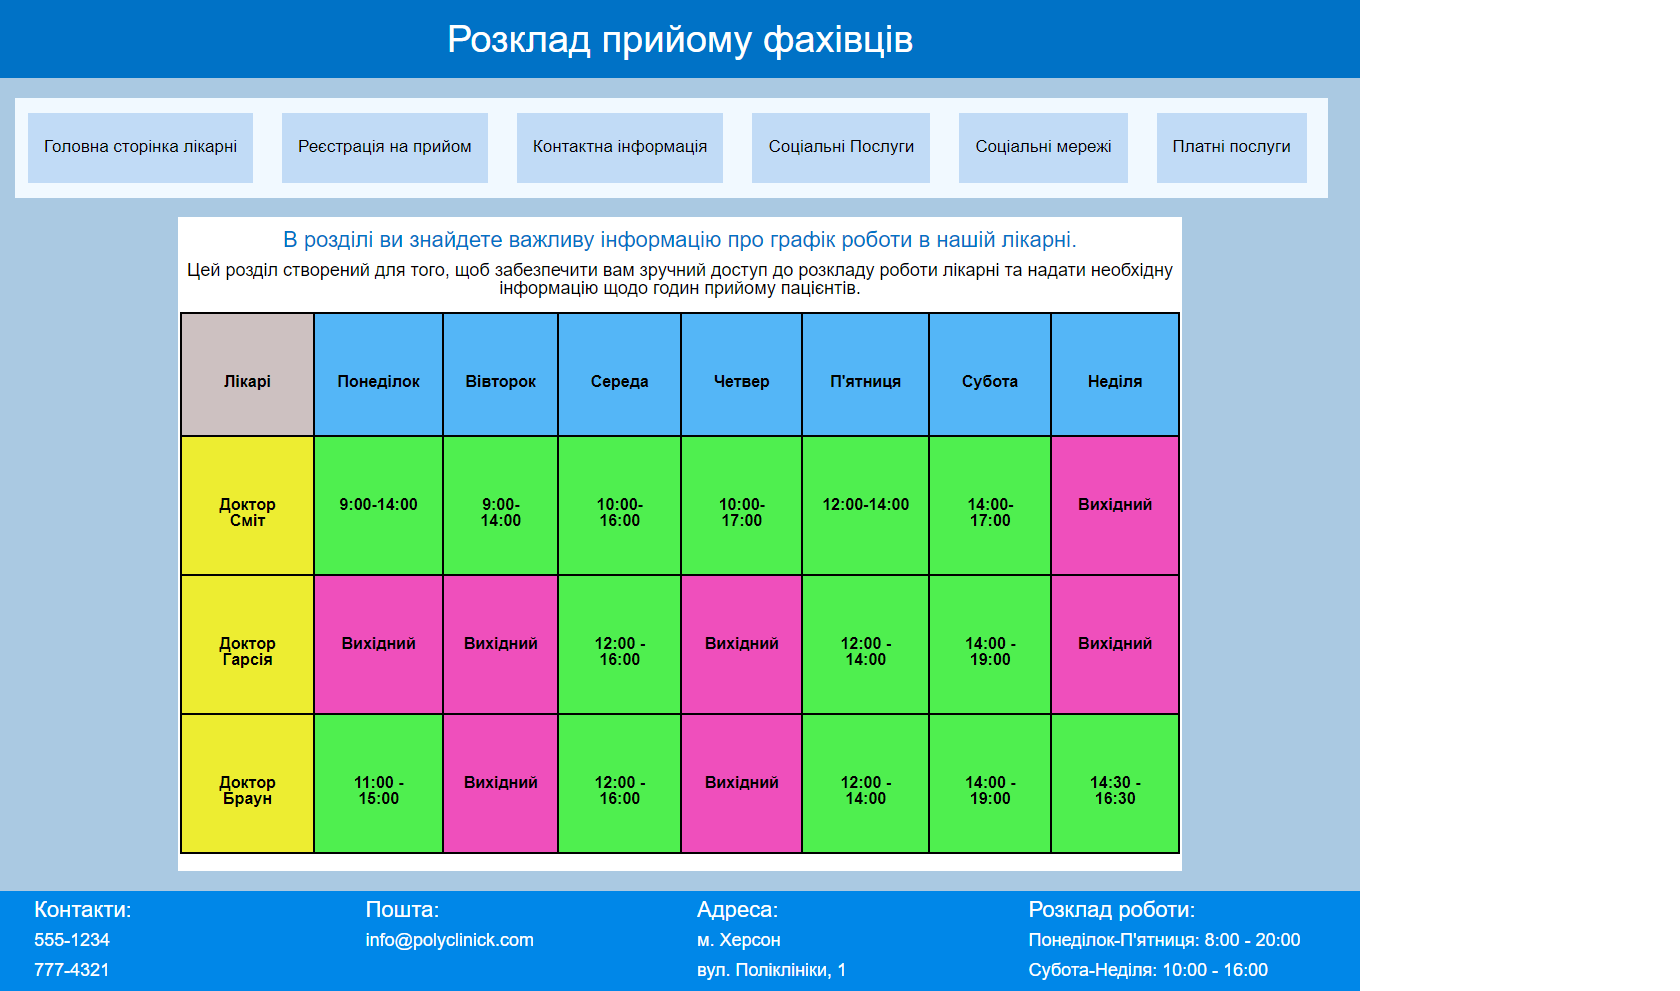 Розклад прийому фахівців
Головна сторінка лікарні
Реєстрація на прийом
Контактна інформація
Соціальні Послуги
Соціальні мережі
Платні послуги
В розділі ви знайдете важливу інформацію про графік роботи в нашій лікарні.
Цей розділ створений для того, щоб забезпечити вам зручний доступ до розкладу роботи лікарні та надати необхідну
інформацію щодо годин прийому пацієнтів.
Лікарі
Понеділок
Вівторок
Середа
Четвер
П'ятниця
Субота
Неділя
Доктор
Сміт
9:00-14:00
9:00-
14:00
10:00-
16:00
10:00-
17:00
12:00-14:00
14:00-
17:00
Вихідний
Доктор
Гарсія
Вихідний
Вихідний
12:00 -
16:00
Вихідний
12:00 -
14:00
14:00 -
19:00
Вихідний
Доктор
Браун
11:00 -
15:00
Вихідний
12:00 -
16:00
Вихідний
12:00 -
14:00
14:00 -
19:00
14:30 -
16:30
Контакти:
555-1234
777-4321
Пошта:
info@polyclinick.com
Адреса:
м. Херсон
вул. Поліклініки, 1
Розклад роботи:
Понеділок-П'ятниця: 8:00 - 20:00
Субота-Неділя: 10:00 - 16:00